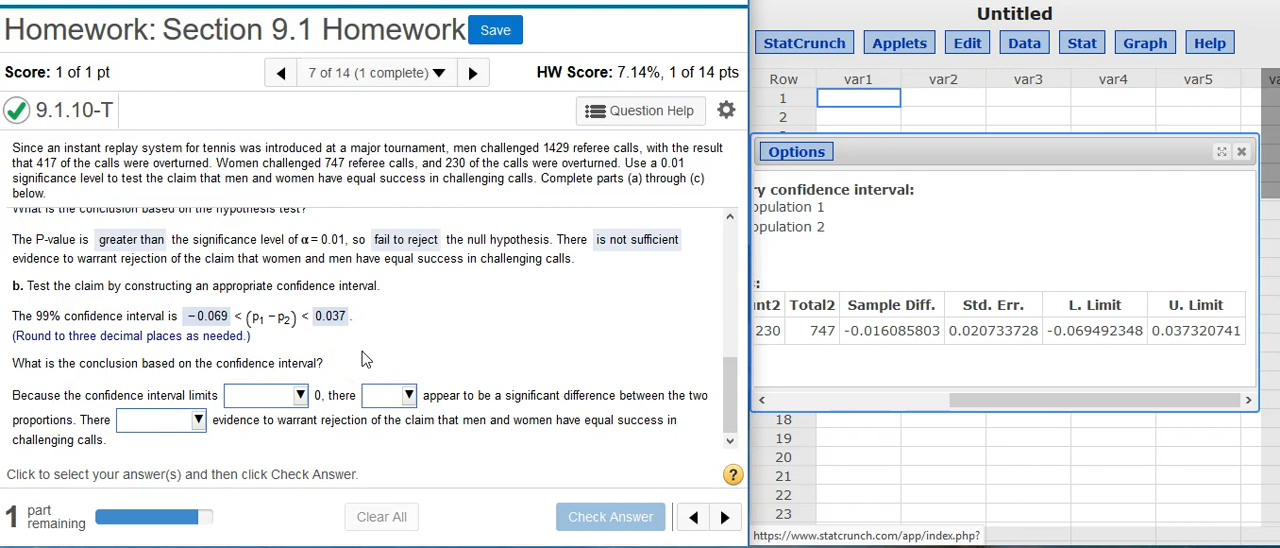 Homework: Section 9.1 Homework
Save
Score: 1 of 1 pt
7 of 14 (1 complete)
HW Score: 7.14%, 1 of 14 pts
9.1.10-T
Question Help
Since an instant replay system for tennis was introduced at a major tournament, men challenged 1429 referee calls, with the result
that 417 of the calls were overturned. Women challenged 747 referee calls, and 230 of the calls were overturned. Use a 0.01
significance level to test the claim that men and women have equal success in challenging calls. Complete parts (a) through (c)
below.
What is the conclusion based on the hypothesis test?
The P-value is greater than the significance level of α = 0.01, so fail to reject the null hypothesis. There is not sufficient
evidence to warrant rejection of the claim that women and men have equal success in challenging calls.
b. Test the claim by constructing an appropriate confidence interval.
The 99% confidence interval is −0.069 < (p1 − p2) < 0.037.
(Round to three decimal places as needed.)
What is the conclusion based on the confidence interval?
Because the confidence interval limits 0, there appear to be a significant difference between the two
proportions. There evidence to warrant rejection of the claim that men and women have equal success in
challenging calls.
Click to select your answer(s) and then click Check Answer.
?
1 part
remaining
Clear All
Check Answer
Untitled
StatCrunch Applets Edit Data Stat Graph Help
Row var1 var2 var3 var4 var5
1
2
Options
ry confidence interval:
opulation 1
opulation 2
:
nt2 Total2 Sample Diff. Std. Err. L. Limit U. Limit
230 747 -0.016085803 0.020733728 -0.069492348 0.037320741
18
19
20
21
22
23
https://www.statcrunch.com/app/index.php?